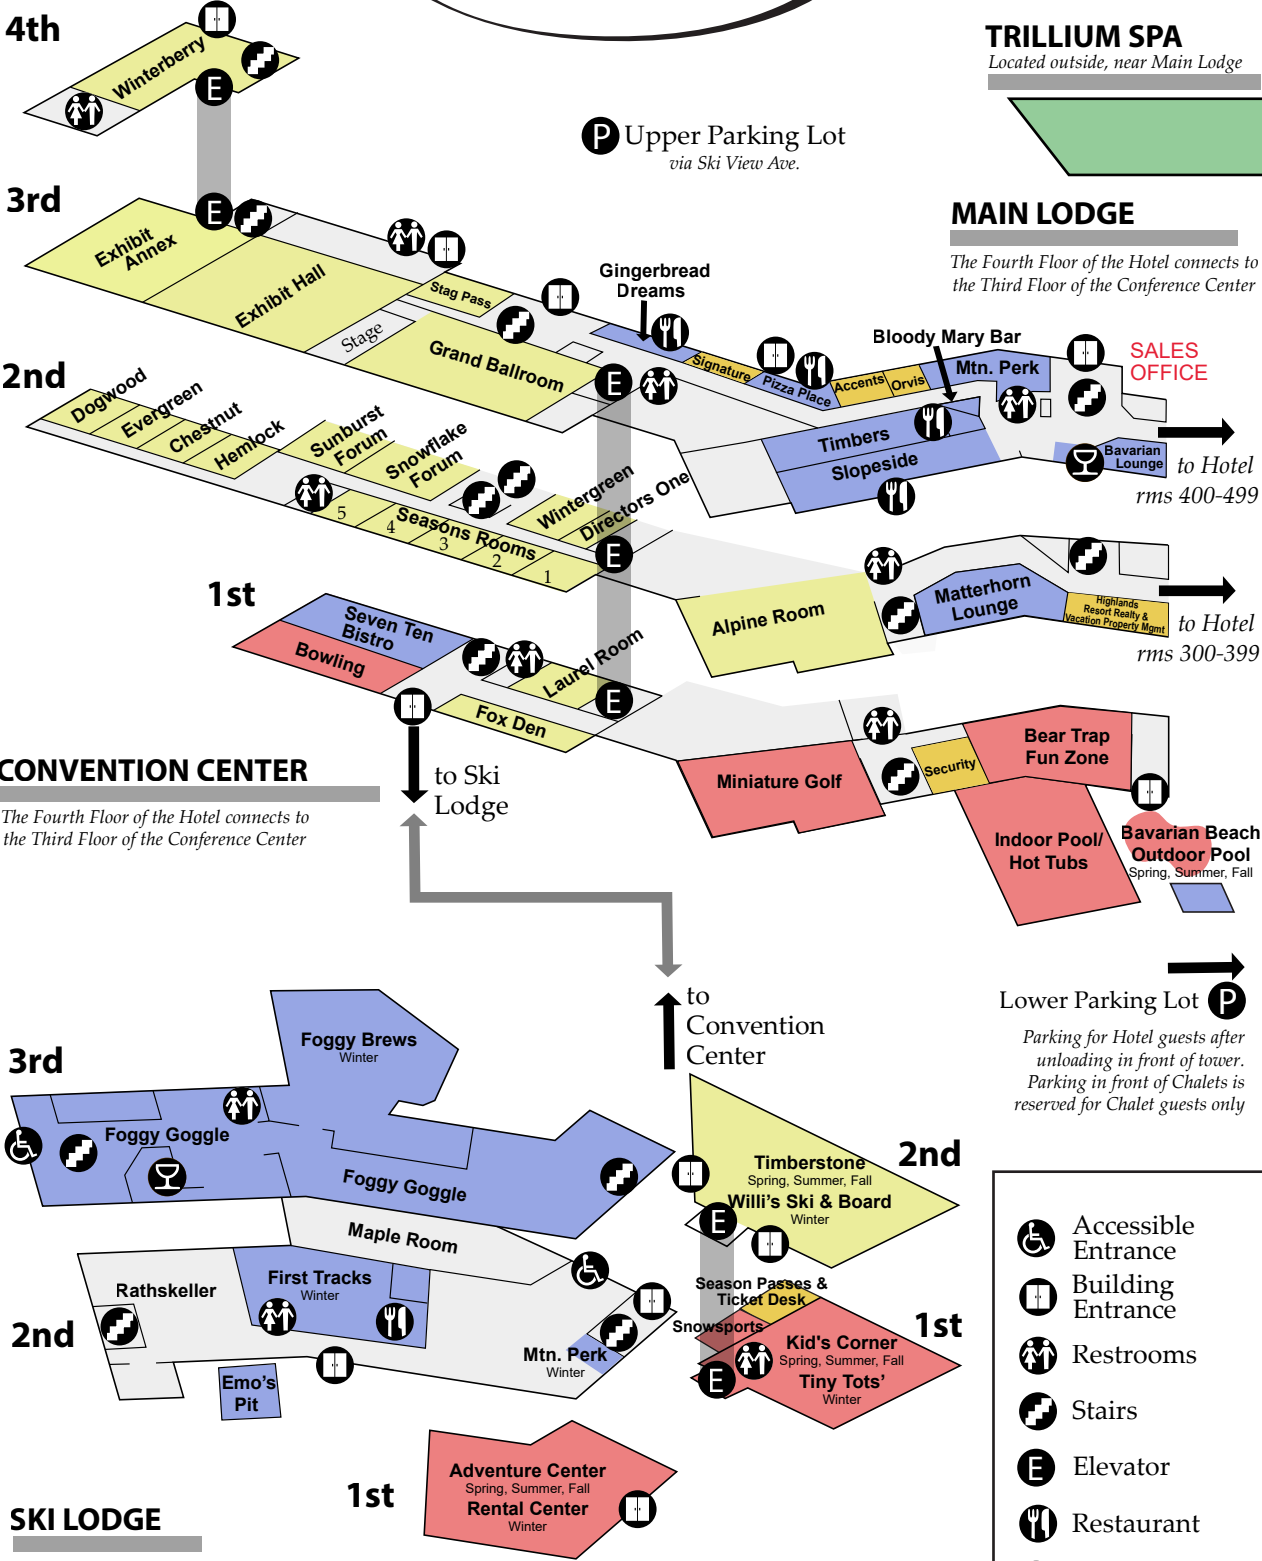 4th
Winterberry
E
TRILLIUM SPA
Located outside, near Main Lodge
P Upper Parking Lot
via Ski View Ave.
3rd
E
Exhibit
Annex
Exhibit Hall
Stage
Stag Pass
Grand Ballroom
E
Gingerbread
Dreams
Signature
Pizza Place
Accents
Orvis
Bloody Mary Bar
Mtn. Perk
Timbers
Slopeside
MAIN LODGE
The Fourth Floor of the Hotel connects to
the Third Floor of the Conference Center
SALES
OFFICE
Bavarian
Lounge
to Hotel
rms 400-499
2nd
Dogwood
Evergreen
Chestnut
Hemlock
Sunburst
Forum
Snowflake
Forum
Wintergreen
Directors One
Seasons Rooms
5
4
3
2
1
E
Alpine Room
Matterhorn
Lounge
Highlands
Resort Realty &
Vacation Property Mgmt
to Hotel
rms 300-399
1st
Seven Ten
Bistro
Bowling
Laurel Room
E
Fox Den
Miniature Golf
Security
Bear Trap
Fun Zone
Indoor Pool/
Hot Tubs
Bavarian Beach
Outdoor Pool
Spring, Summer, Fall
CONVENTION CENTER
The Fourth Floor of the Hotel connects to
the Third Floor of the Conference Center
to Ski
Lodge
to
Convention
Center
Lower Parking Lot P
Parking for Hotel guests after
unloading in front of tower.
Parking in front of Chalets is
reserved for Chalet guests only
3rd
Foggy Brews
Winter
Foggy Goggle
Foggy Goggle
Maple Room
2nd
Rathskeller
First Tracks
Winter
Mtn. Perk
Winter
Emo's
Pit
2nd
Timberstone
Spring, Summer, Fall
Willi's Ski & Board
Winter
E
Season Passes &
Ticket Desk
Snowsports
1st
Kid's Corner
Spring, Summer, Fall
Tiny Tots'
Winter
E
1st
Adventure Center
Spring, Summer, Fall
Rental Center
Winter
SKI LODGE
Accessible
Entrance
Building
Entrance
Restrooms
Stairs
E Elevator
Restaurant